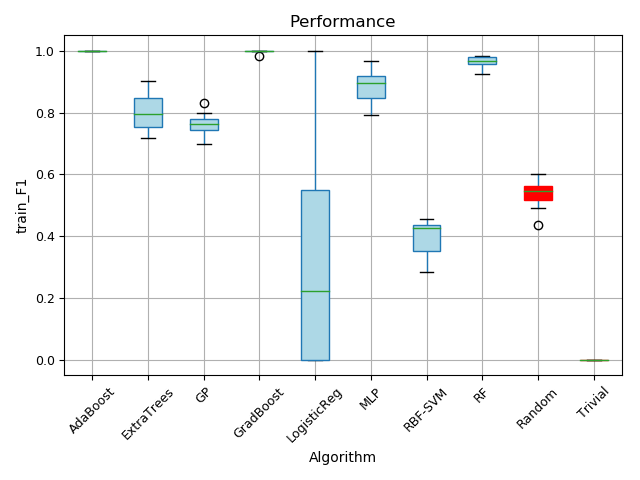 Performance
train_F1
1.0
0.8
0.6
0.4
0.2
0.0
AdaBoost
ExtraTrees
GP
GradBoost
LogisticReg
MLP
RBF-SVM
RF
Random
Trivial
Algorithm